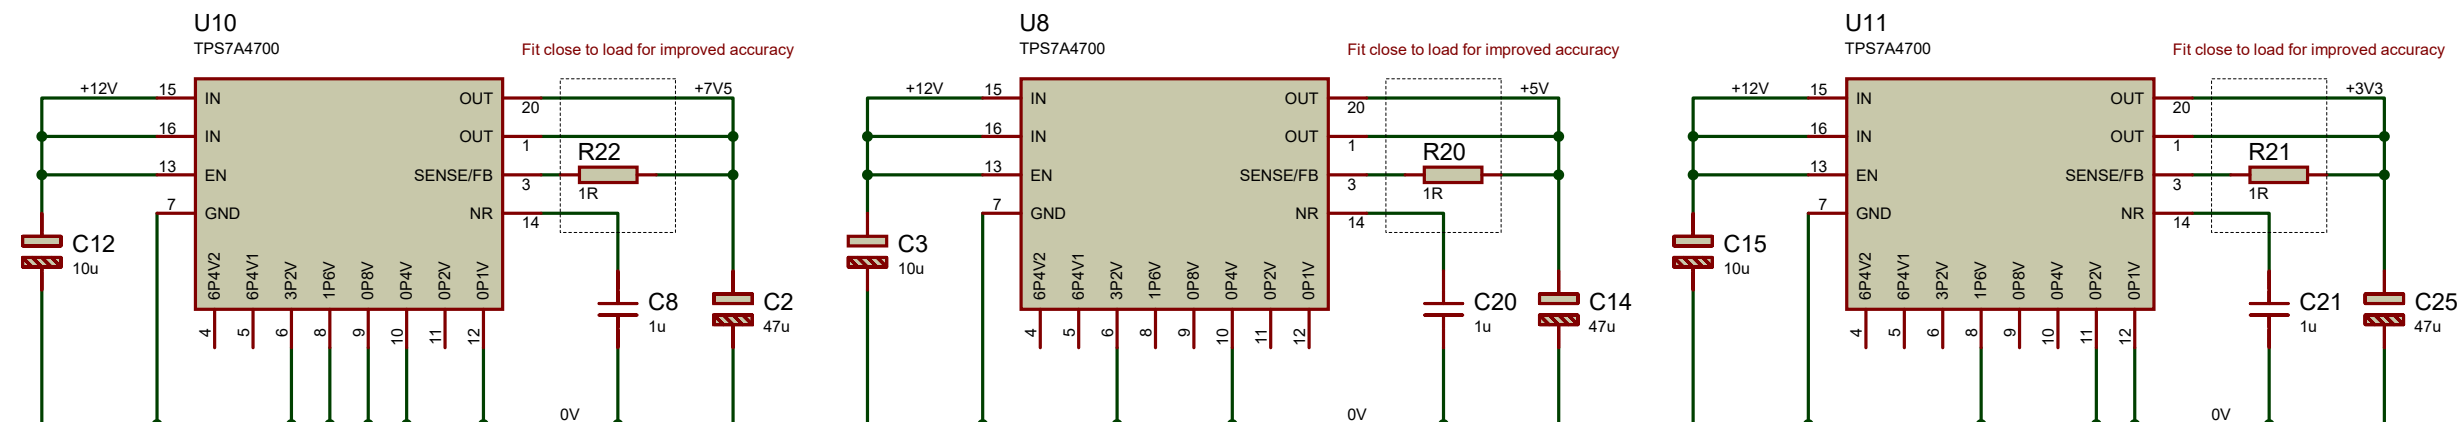 U10
TPS7A4700
Fit close to load for improved accuracy
+12V
15
IN
OUT
20
+7V5
16
IN
OUT
1
R22
13
EN
SENSE/FB
3
1R
7
GND
NR
14
C12
10u
6P4V2
6P4V1
3P2V
1P6V
0P8V
0P4V
0P2V
0P1V
4
5
6
8
9
10
11
12
C8
1u
C2
47u
0V
U8
TPS7A4700
Fit close to load for improved accuracy
+12V
15
IN
OUT
20
+5V
16
IN
OUT
1
R20
13
EN
SENSE/FB
3
1R
7
GND
NR
14
C3
10u
6P4V2
6P4V1
3P2V
1P6V
0P8V
0P4V
0P2V
0P1V
4
5
6
8
9
10
11
12
C20
1u
C14
47u
0V
U11
TPS7A4700
Fit close to load for improved accuracy
+12V
15
IN
OUT
20
+3V3
16
IN
OUT
1
R21
13
EN
SENSE/FB
3
1R
7
GND
NR
14
C15
10u
6P4V2
6P4V1
3P2V
1P6V
0P8V
0P4V
0P2V
0P1V
4
5
6
8
9
10
11
12
C21
1u
C25
47u
0V